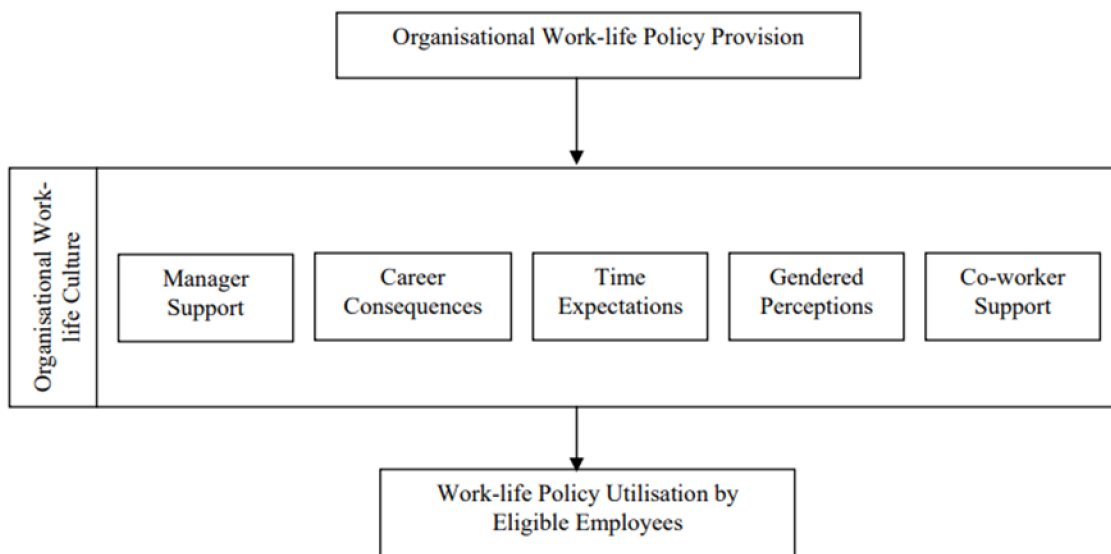 Organisational Work-life Policy Provision
Organisational Work-
life Culture
Manager
Support
Career
Consequences
Time
Expectations
Gendered
Perceptions
Co-worker
Support
Work-life Policy Utilisation by
Eligible Employees